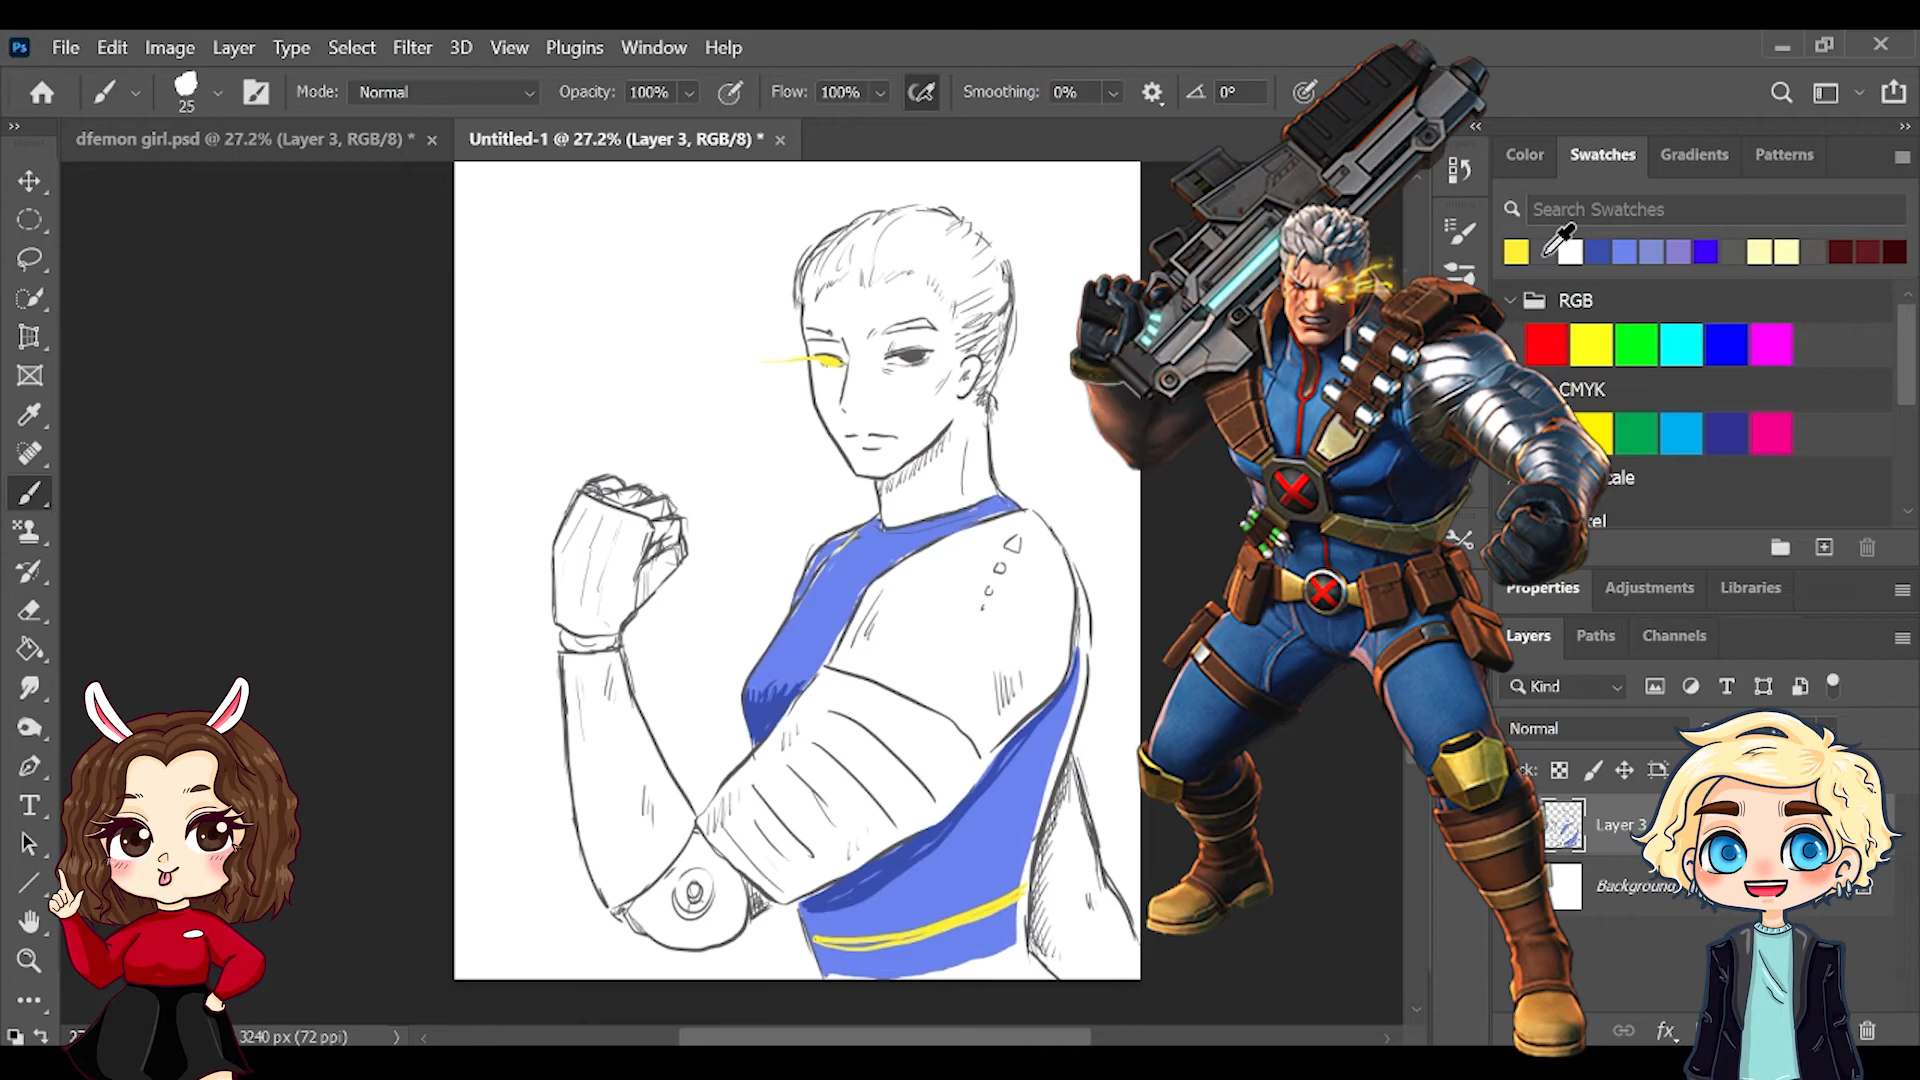 Ps File Edit Image Layer Type Select Filter 3D View Plugins Window Help
25 Mode: Normal Opacity: 100% Flow: 100% Smoothing: 0% 0°
dfemon girl.psd @ 27.2% (Layer 3, RGB/8) * Untitled-1 @ 27.2% (Layer 3, RGB/8) *
Color Swatches Gradients Patterns
Search Swatches
RGB
CMYK
Properties Adjustments Libraries
Layers Paths Channels
Kind
Normal
Layer 3
Background
3240 px (72 ppi)
fx